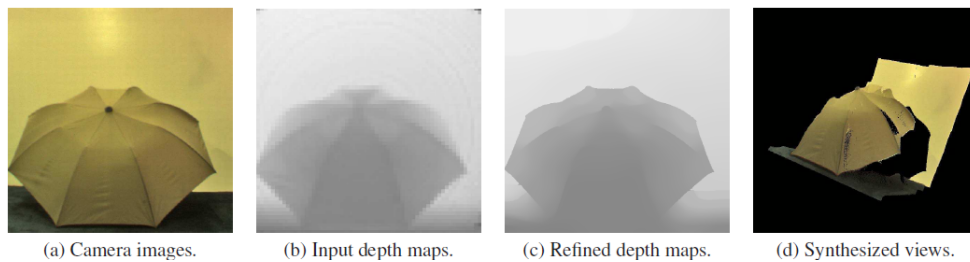 (a) Camera images.
(b) Input depth maps.
(c) Refined depth maps.
(d) Synthesized views.